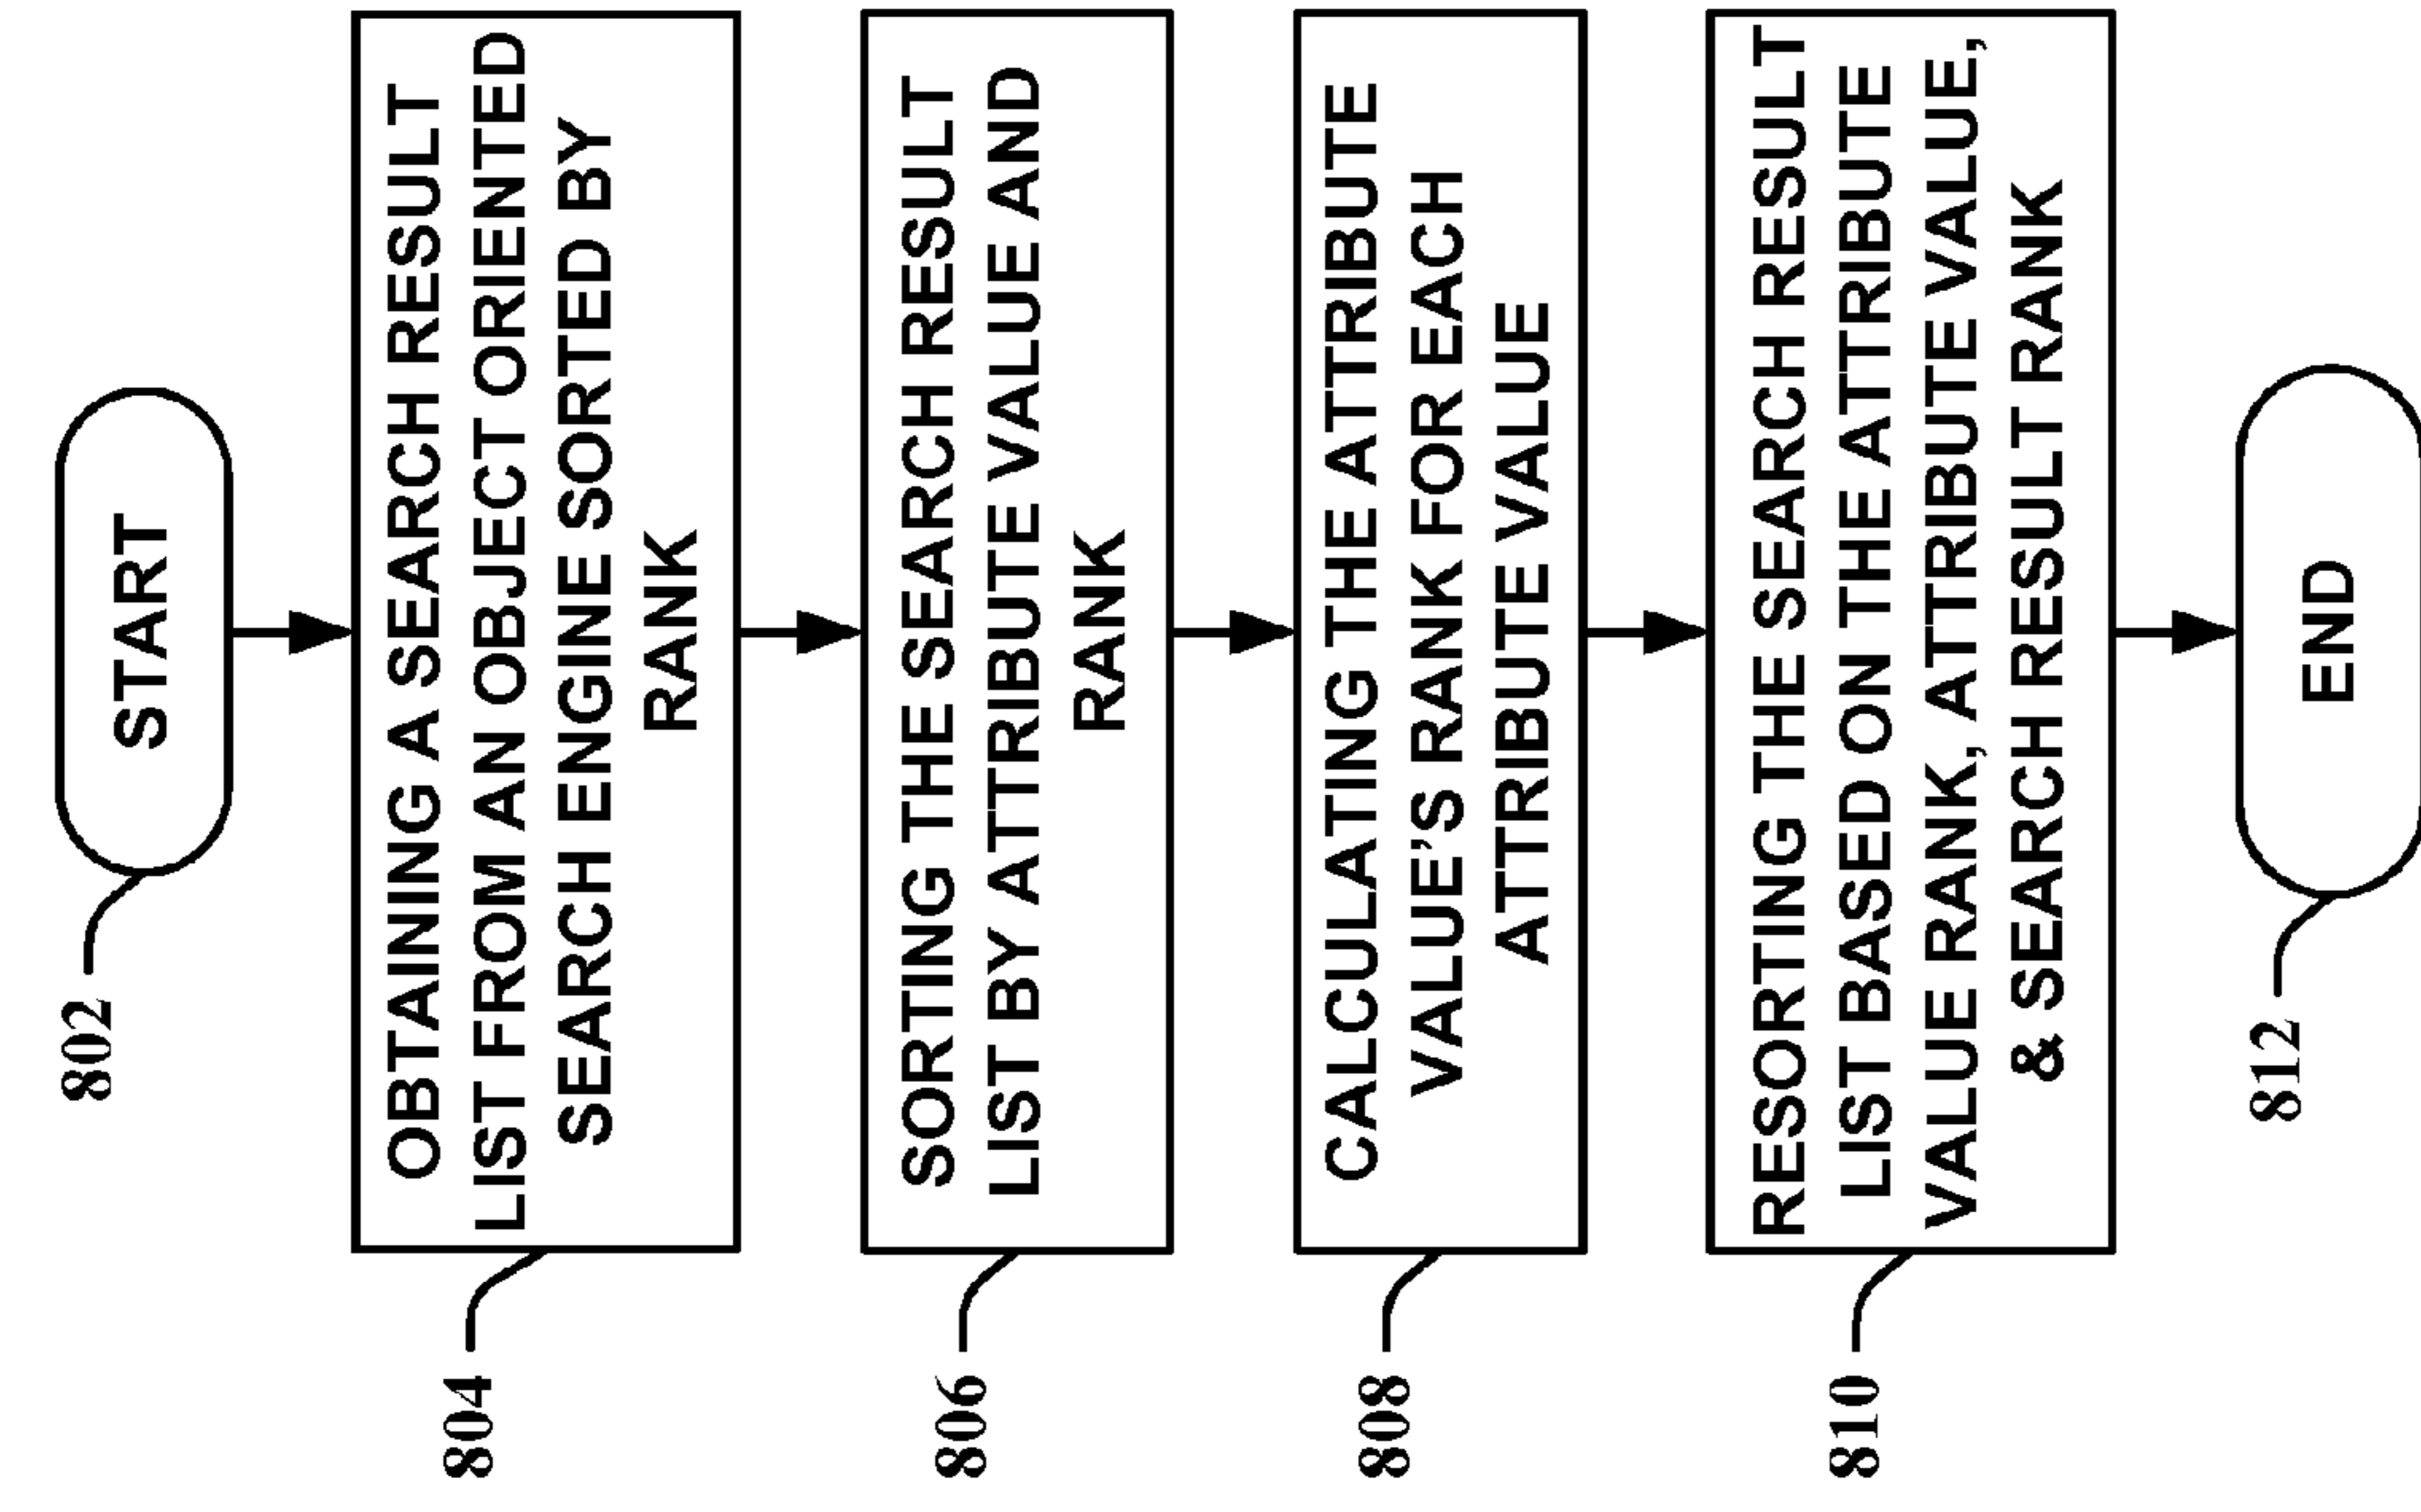 START
802
OBTAINING A SEARCH RESULT
LIST FROM AN OBJECT ORIENTED
SEARCH ENGINE SORTED BY
RANK
804
SORTING THE SEARCH RESULT
LIST BY ATTRIBUTE VALUE AND
RANK
806
CALCULATING THE ATTRIBUTE
VALUE'S RANK FOR EACH
ATTRIBUTE VALUE
808
RESORTING THE SEARCH RESULT
LIST BASED ON THE ATTRIBUTE
VALUE RANK, ATTRIBUTE VALUE,
& SEARCH RESULT RANK
810
END
812